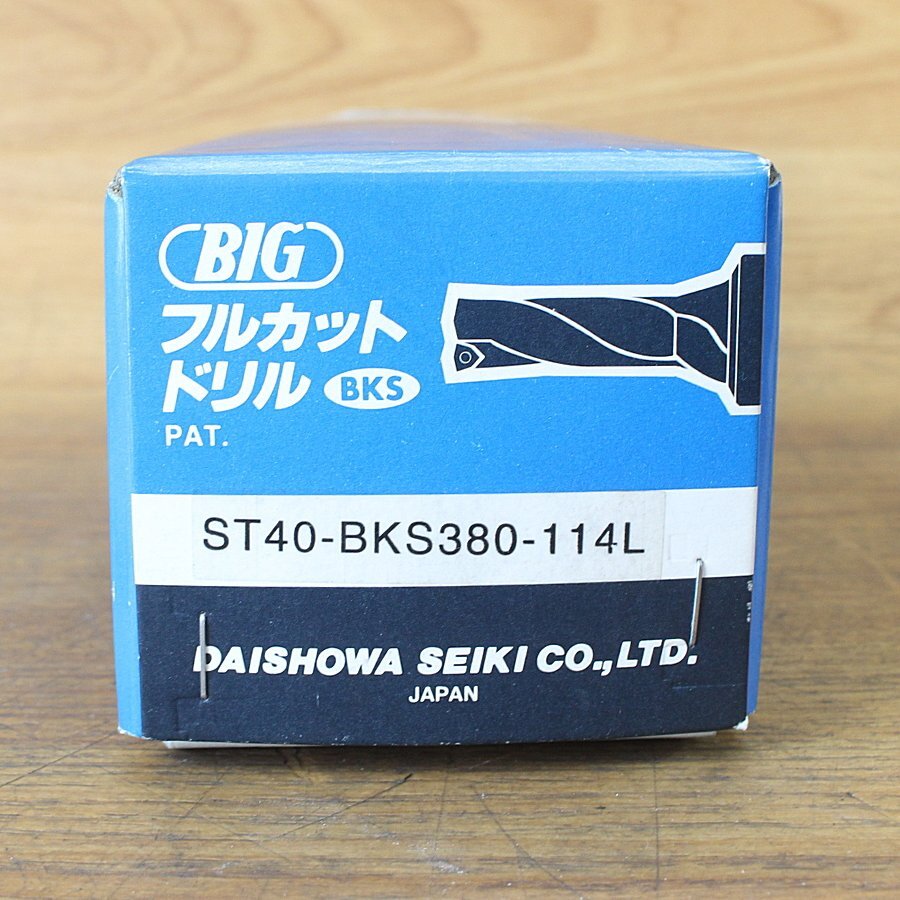 BIG
フルカット
ドリル BKS
PAT.
ST40-BKS380-114L
DAISHOWA SEIKI CO.,LTD.
JAPAN